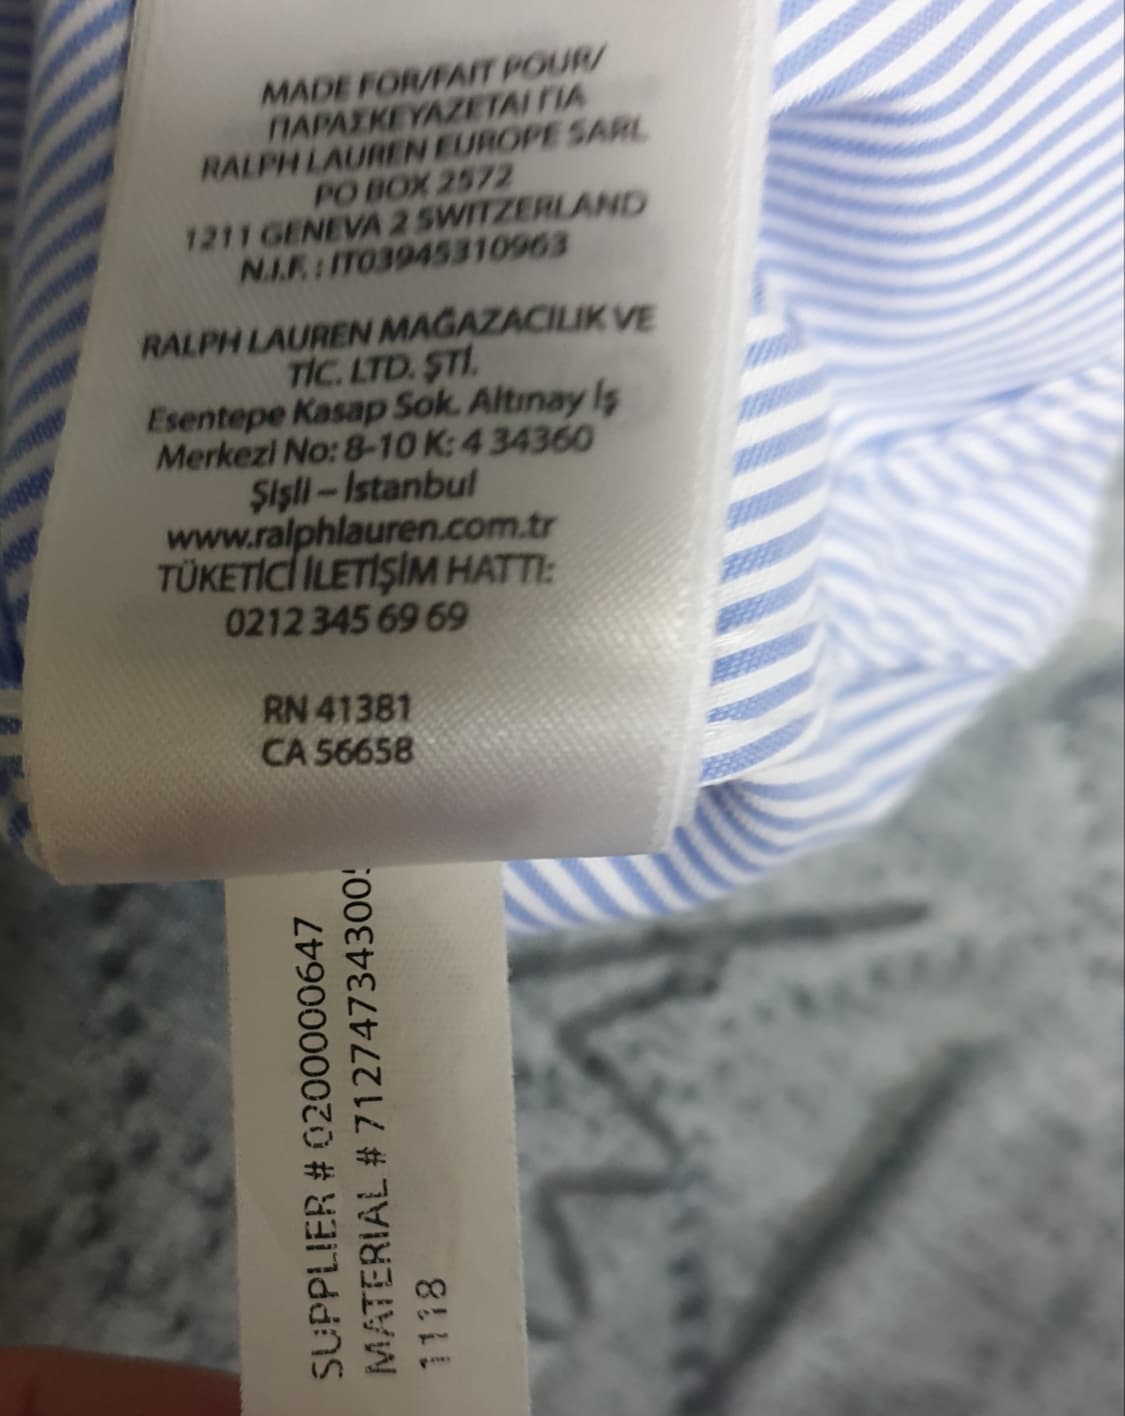 MADE FOR/FAIT POUR/
ΠΑΡΑΣΚΕΥΑΖΕΤΑΙ ΓΙΑ
RALPH LAUREN EUROPE SARL
PO BOX 2572
1211 GENEVA 2 SWITZERLAND
N.I.F. : IT03945310963
RALPH LAUREN MAĞAZACILIK VE
TİC. LTD. ŞTİ.
Esentepe Kasap Sok. Altınay İş
Merkezi No: 8-10 K: 4 34360
Şişli – İstanbul
www.ralphlauren.com.tr
TÜKETİCİ İLETİŞİM HATTI:
0212 345 69 69
RN 41381
CA 56658
SUPPLIER # 020000647
MATERIAL #
1118